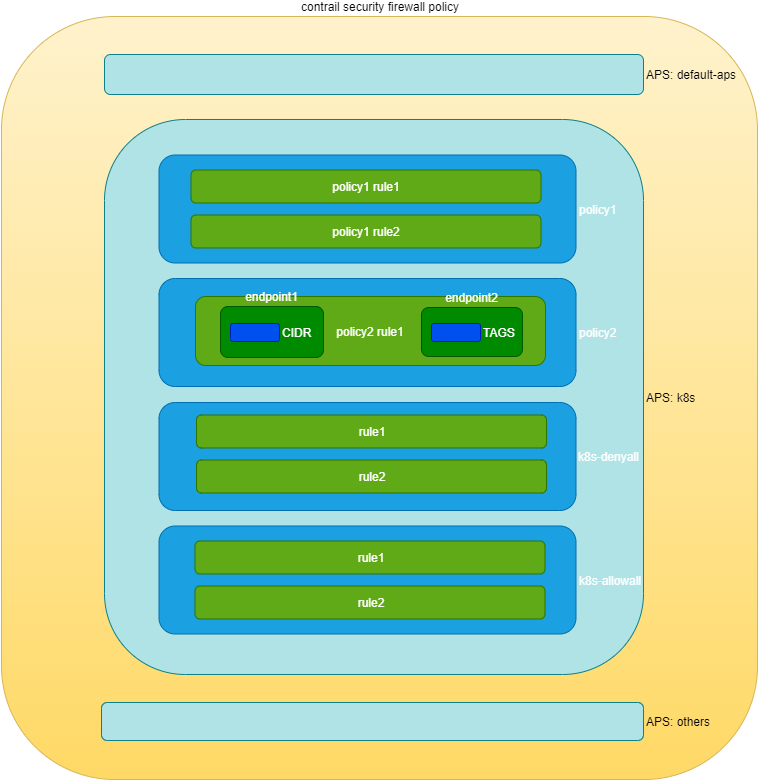 contrail security firewall policy
APS: default-aps
policy1 rule1
policy1
policy1 rule2
endpoint1
endpoint2
CIDR
policy2 rule1
TAGS
policy2
APS: k8s
rule1
k8s-denyall
rule2
rule1
k8s-allowall
rule2
APS: others